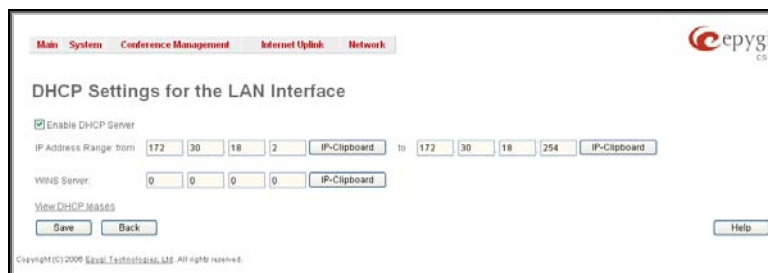 Main System Conference Management Internet Uplink Network
epygi
DHCP Settings for the LAN Interface
Enable DHCP Server
IP Address Range: from 172 . 30 . 18 . 2 IP-Clipboard to 172 . 30 . 18 . 254 IP-Clipboard
WINS Server: 0 0 0 0 IP-Clipboard
View DHCP leases
Save Back Help
Copyright (C) 2006 Epygi Technologies, Ltd. All rights reserved.